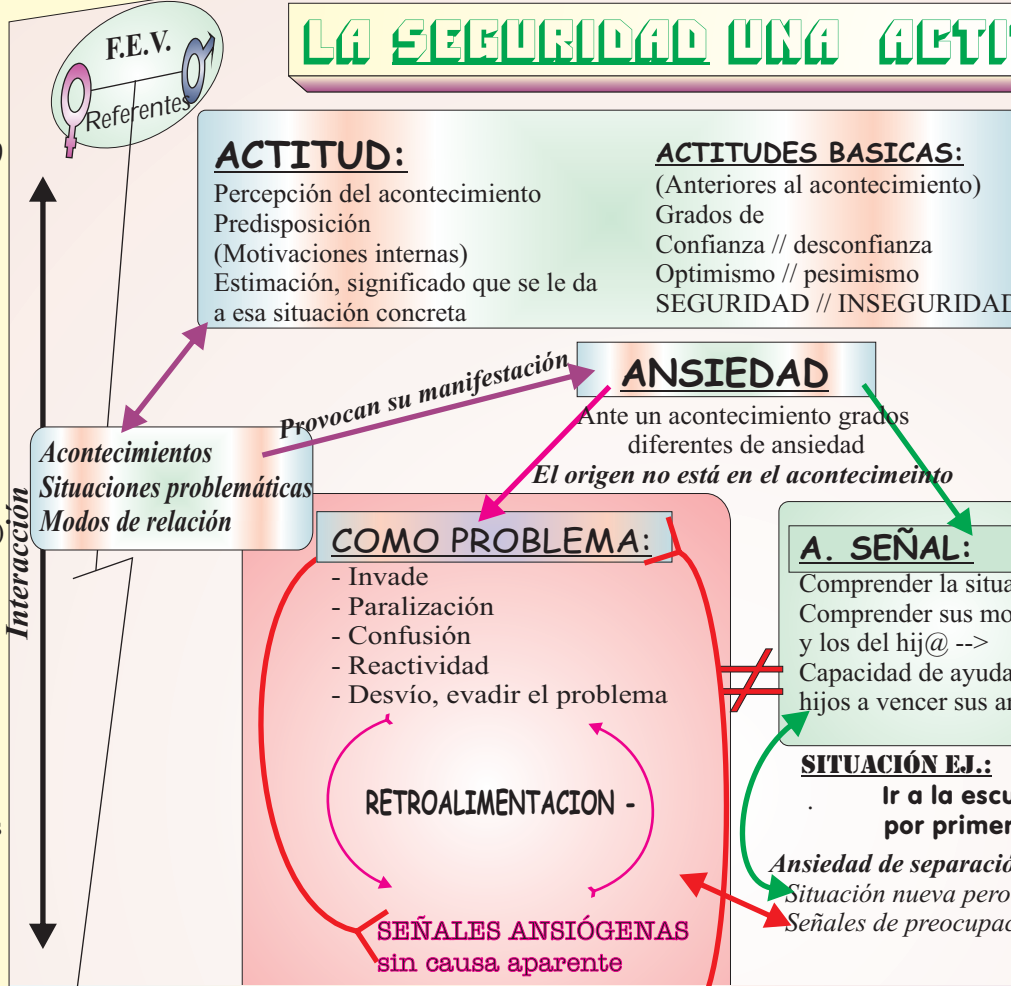 F.E.V.
Referentes
LA SEGURIDAD UNA ACTI
ACTITUD:
Percepción del acontecimiento
Predisposición
(Motivaciones internas)
Estimación, significado que se le da
a esa situación concreta
ACTITUDES BASICAS:
(Anteriores al acontecimiento)
Grados de
Confianza // desconfianza
Optimismo // pesimismo
SEGURIDAD // INSEGURIDAD
Interacción
Acontecimientos
Situaciones problemáticas
Modos de relación
Provocan su manifestación
ANSIEDAD
Ante un acontecimiento grados
diferentes de ansiedad
El origen no está en el acontecimeinto
COMO PROBLEMA:
- Invade
- Paralización
- Confusión
- Reactividad
- Desvío, evadir el problema
RETROALIMENTACION -
SEÑALES ANSIÓGENAS
sin causa aparente
A. SEÑAL:
Comprender la situa
Comprender sus mo
y los del hij@ -->
Capacidad de ayuda
hijos a vencer sus an
SITUACIÓN EJ.:
. Ir a la escu
por primer
Ansiedad de separació
Situación nueva pero
Señales de preocupac